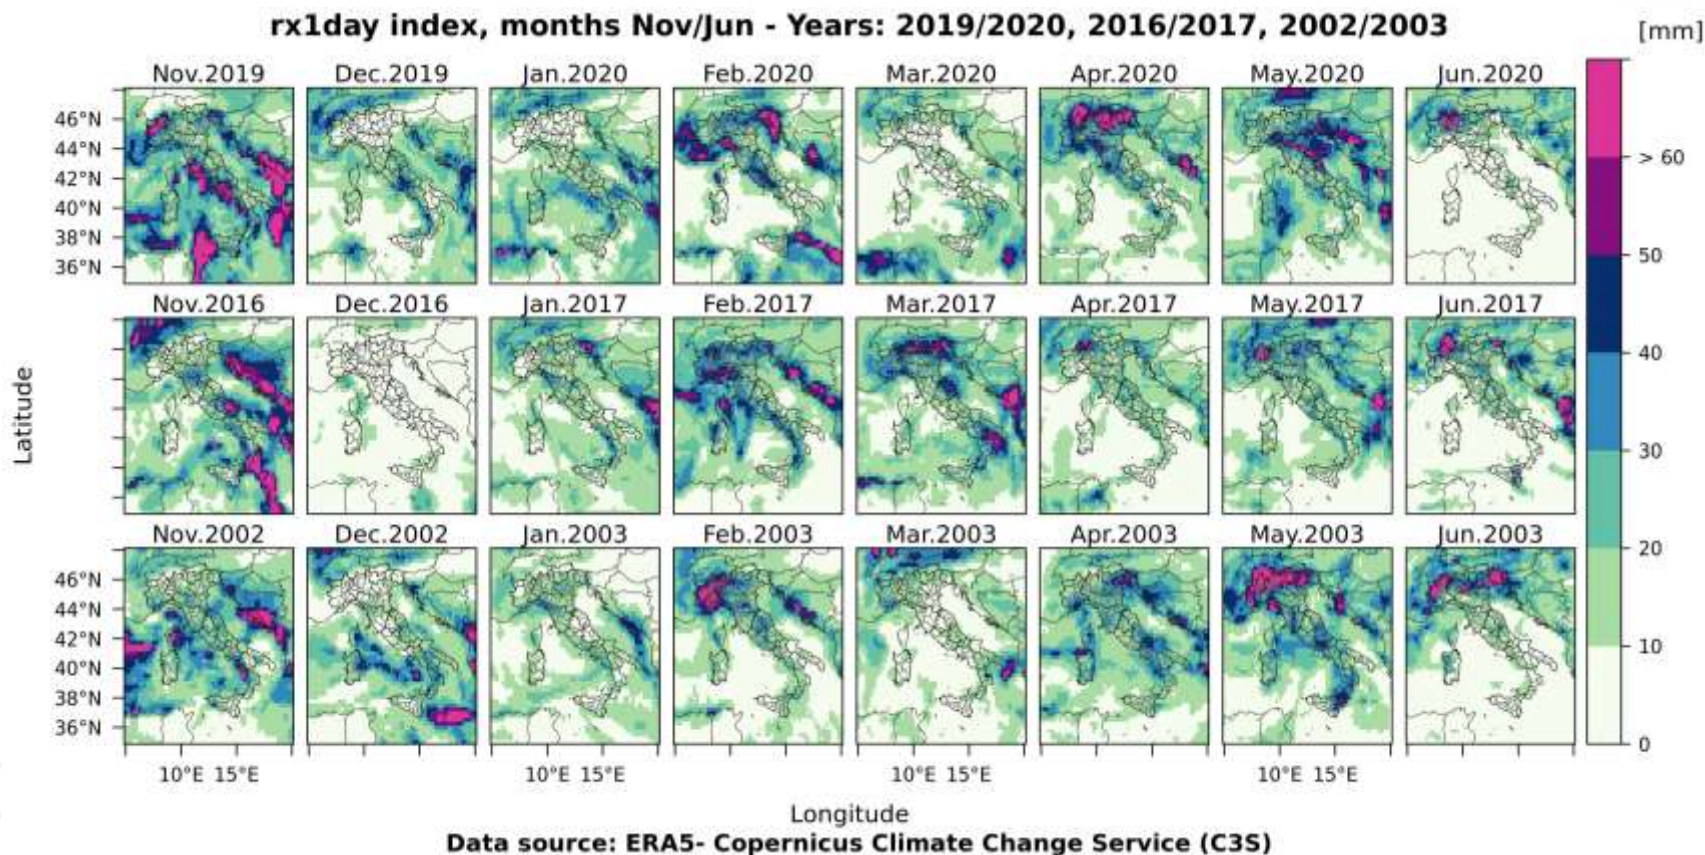 rx1day index, months Nov/Jun - Years: 2019/2020, 2016/2017, 2002/2003
[mm]
Nov.2019 Dec.2019 Jan.2020 Feb.2020 Mar.2020 Apr.2020 May.2020 Jun.2020
46°N
44°N
42°N
40°N
38°N
36°N
Nov.2016 Dec.2016 Jan.2017 Feb.2017 Mar.2017 Apr.2017 May.2017 Jun.2017
Latitude
Nov.2002 Dec.2002 Jan.2003 Feb.2003 Mar.2003 Apr.2003 May.2003 Jun.2003
46°N
44°N
42°N
40°N
38°N
36°N
10°E 15°E 10°E 15°E 10°E 15°E 10°E 15°E
> 60
50
40
30
20
10
0
Longitude
Data source: ERA5- Copernicus Climate Change Service (C3S)